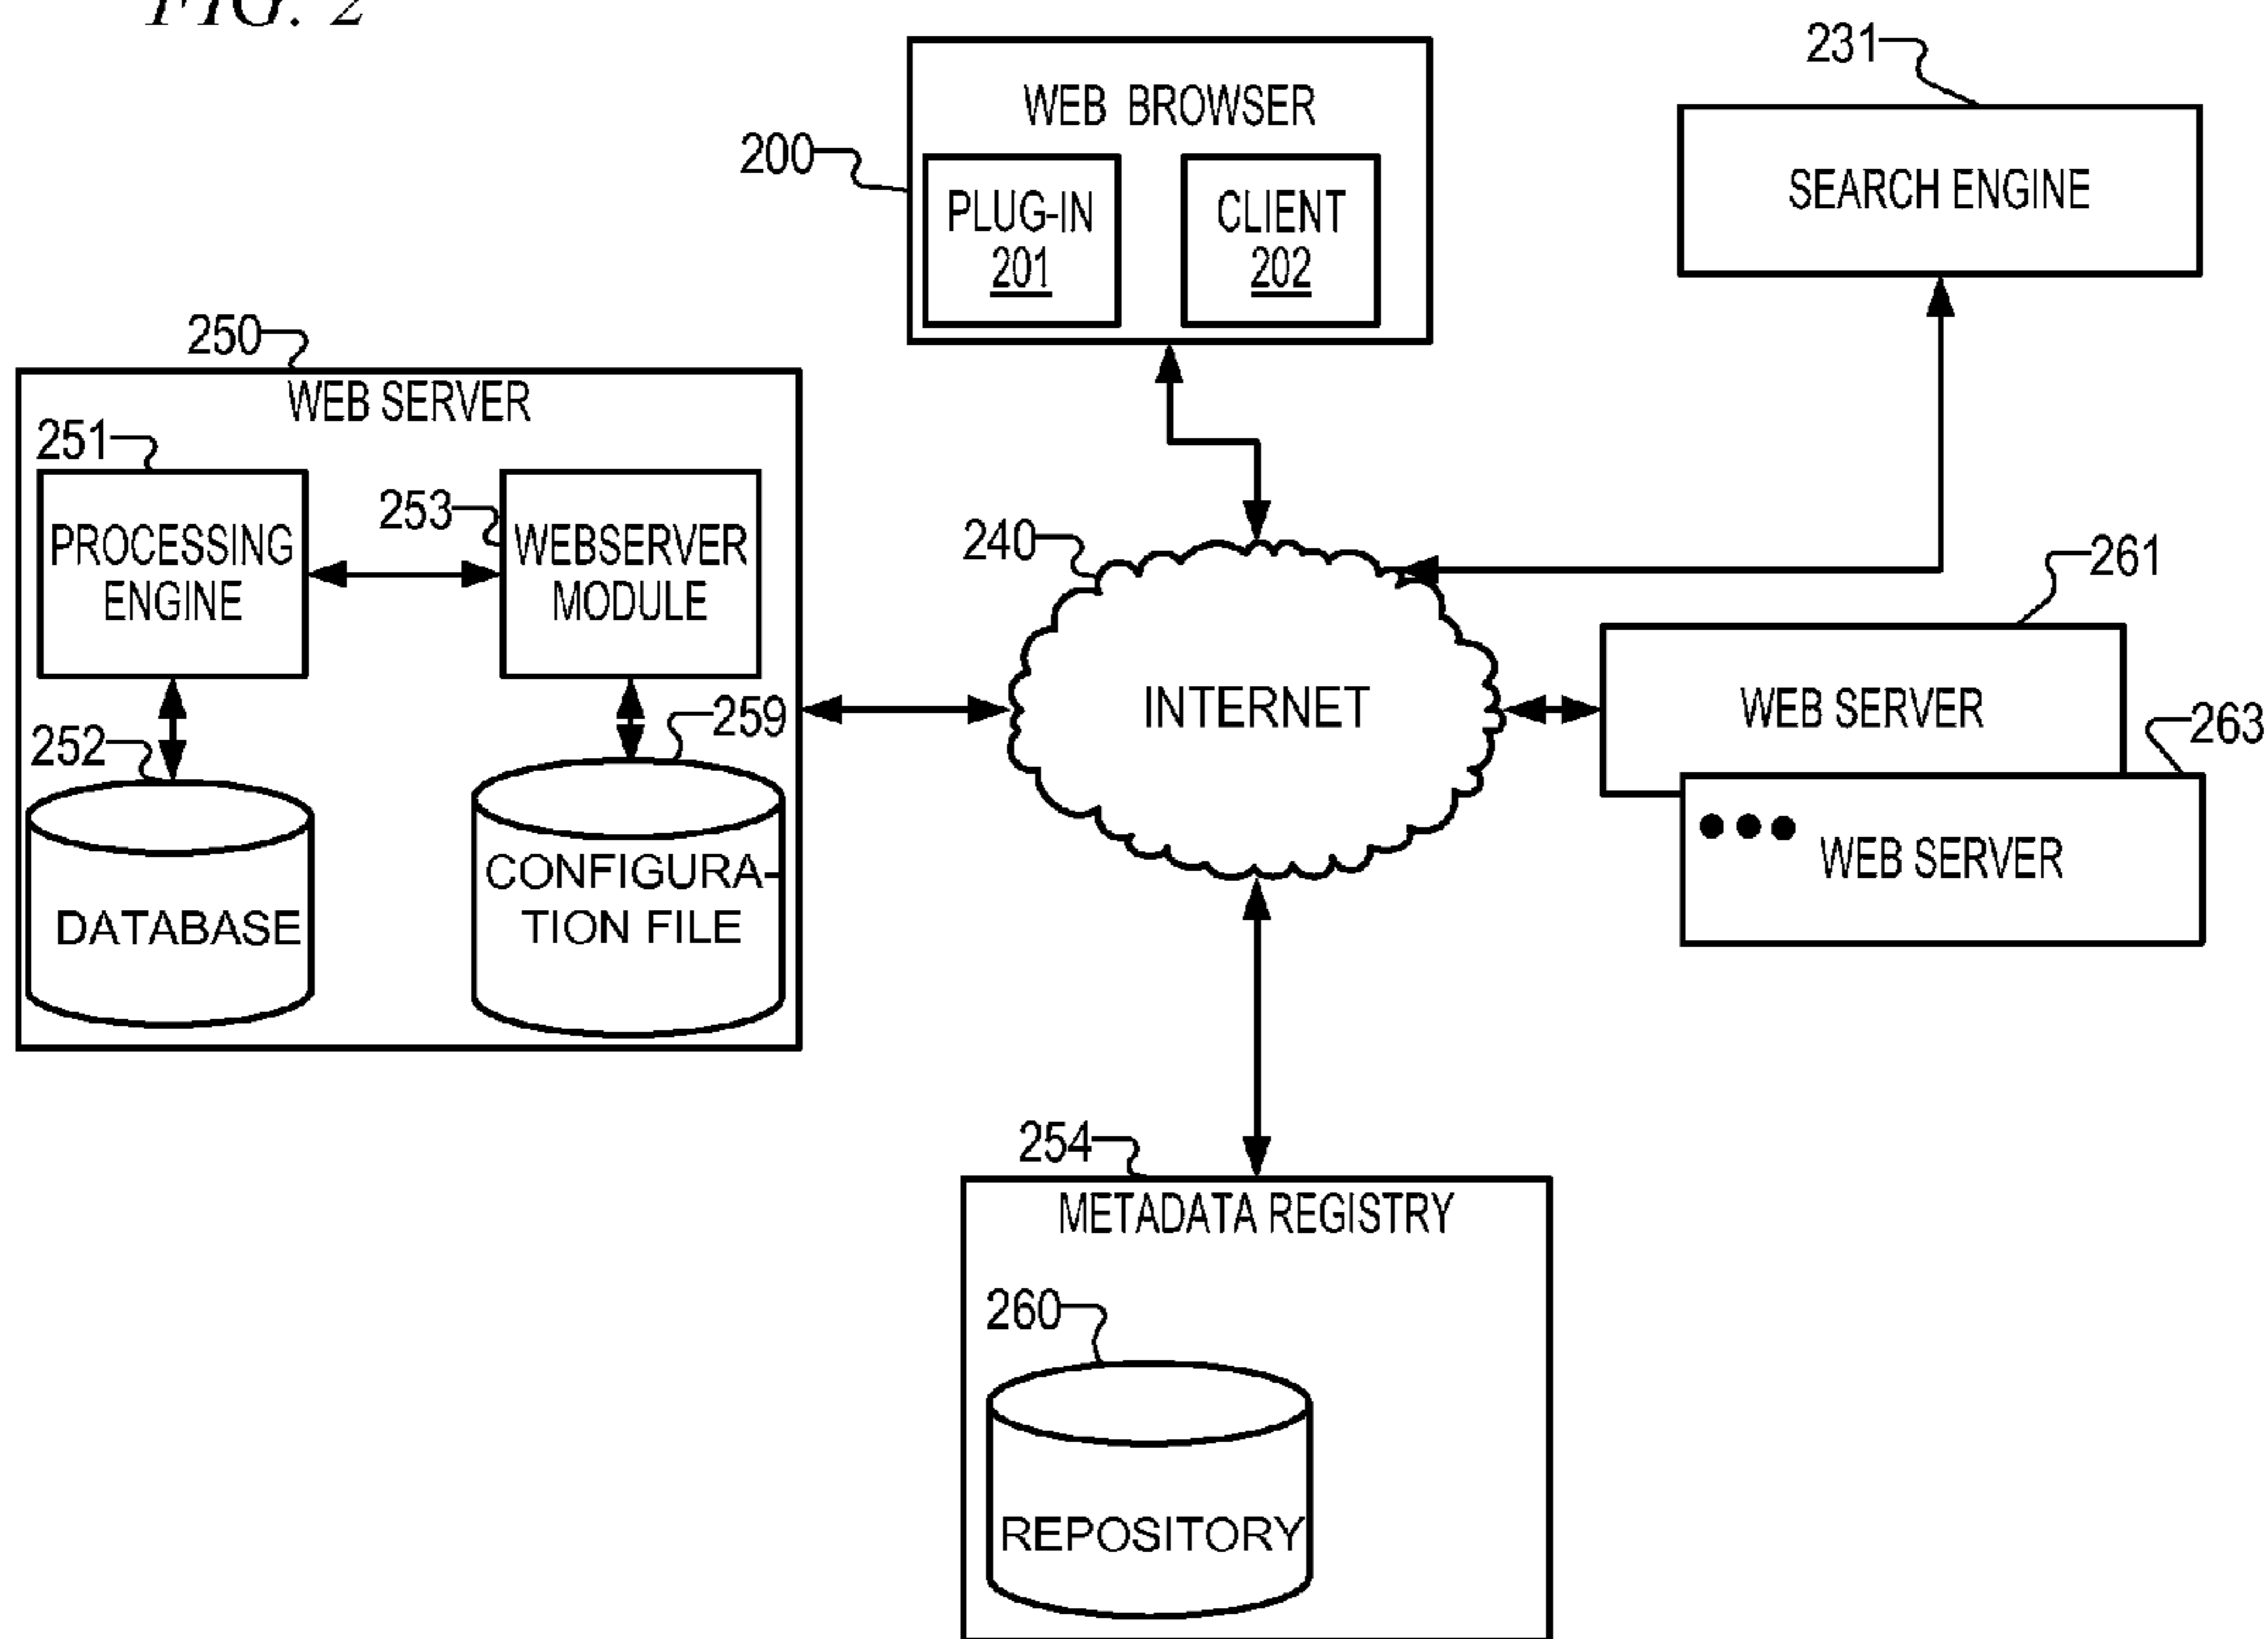 FIG. 2
231
WEB BROWSER
200
SEARCH ENGINE
PLUG-IN
201
CLIENT
202
250
WEB SERVER
251
253
PROCESSING
ENGINE
WEBSERVER
MODULE
240
261
INTERNET
WEB SERVER
259
263
252
WEB SERVER
CONFIGURA-
TION FILE
DATABASE
254
METADATA REGISTRY
260
REPOSITORY